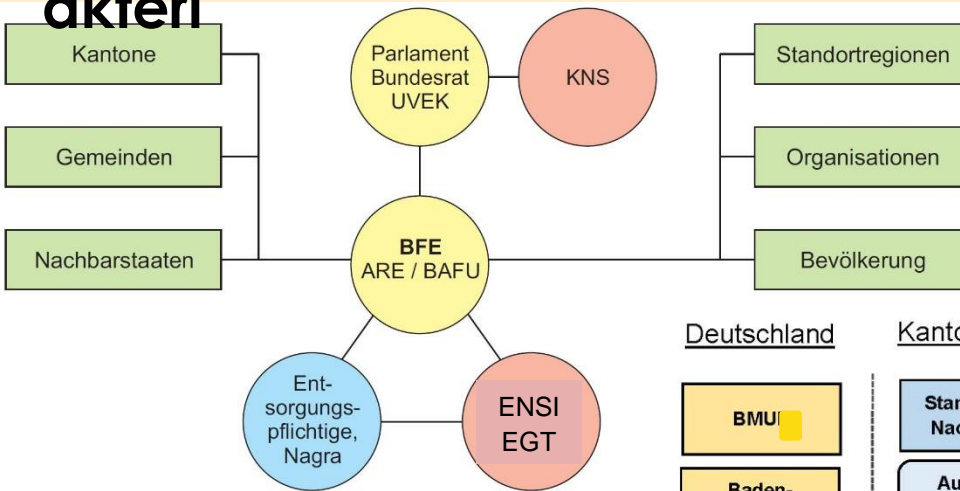 akteri
Kantone
Parlament
Bundesrat
UVEK
KNS
Standortregionen
Gemeinden
Organisationen
Nachbarstaaten
BFE
ARE / BAFU
Bevölkerung
Deutschland
Ent-
sorgungs-
pflichtige,
Nagra
ENSI
EGT
Baden-